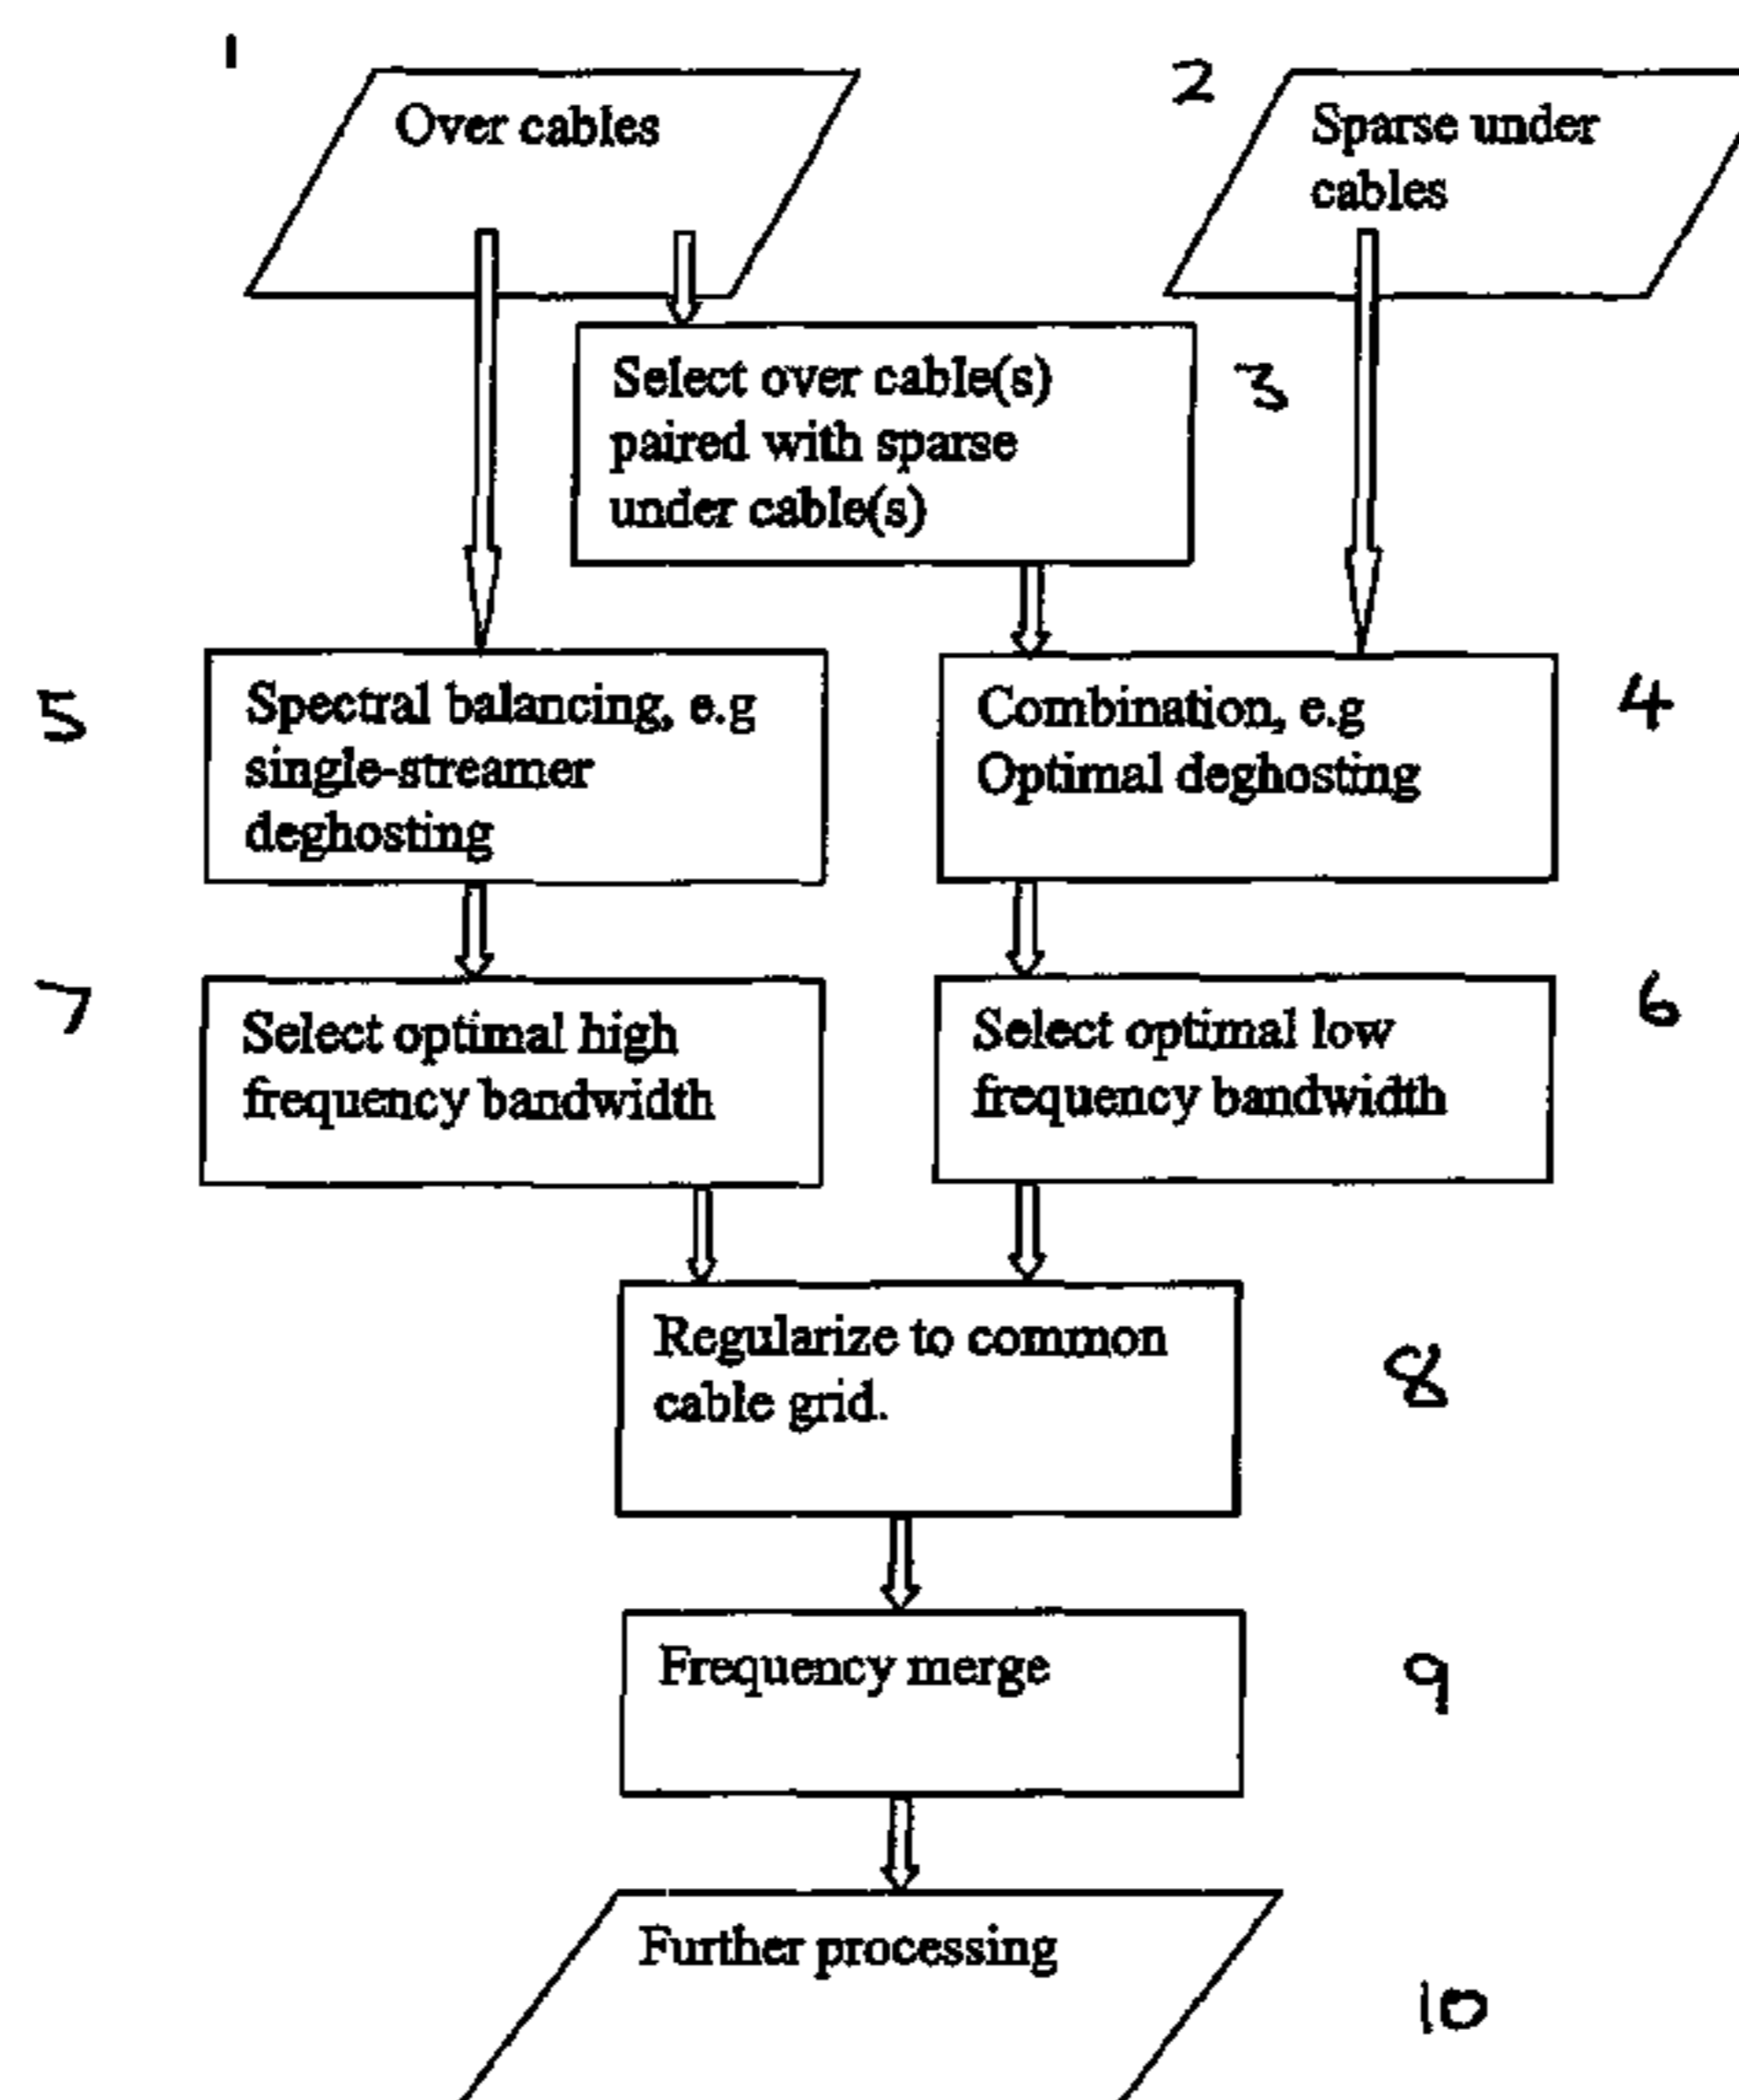 1
Over cables
2
Sparse under
cables
Select over cable(s)
paired with sparse
under cable(s)
3
5
Spectral balancing, e.g
single-streamer
deghosting
Combination, e.g
Optimal deghosting
4
7
Select optimal high
frequency bandwidth
Select optimal low
frequency bandwidth
6
Regularize to common
cable grid.
8
Frequency merge
9
Further processing
10